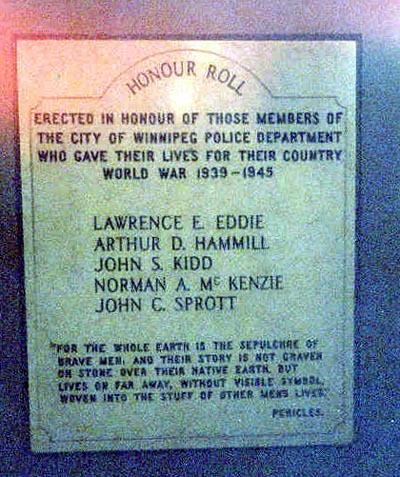 HONOUR ROLL
ERECTED IN HONOUR OF THOSE MEMBERS OF
THE CITY OF WINNIPEG POLICE DEPARTMENT
WHO GAVE THEIR LIVES FOR THEIR COUNTRY
WORLD WAR 1939-1945
LAWRENCE E. EDDIE
ARTHUR D. HAMMILL
JOHN S. KIDD
NORMAN A. Mc KENZIE
JOHN C. SPROTT
"FOR THE WHOLE EARTH IS THE SEPULCHRE OF
BRAVE MEN; AND THEIR STORY IS NOT GRAVEN
ON STONE OVER THEIR NATIVE EARTH, BUT
LIVES ON FAR AWAY, WITHOUT VISIBLE SYMBOL,
WOVEN INTO THE STUFF OF OTHER MENS LIVES."
PERICLES.